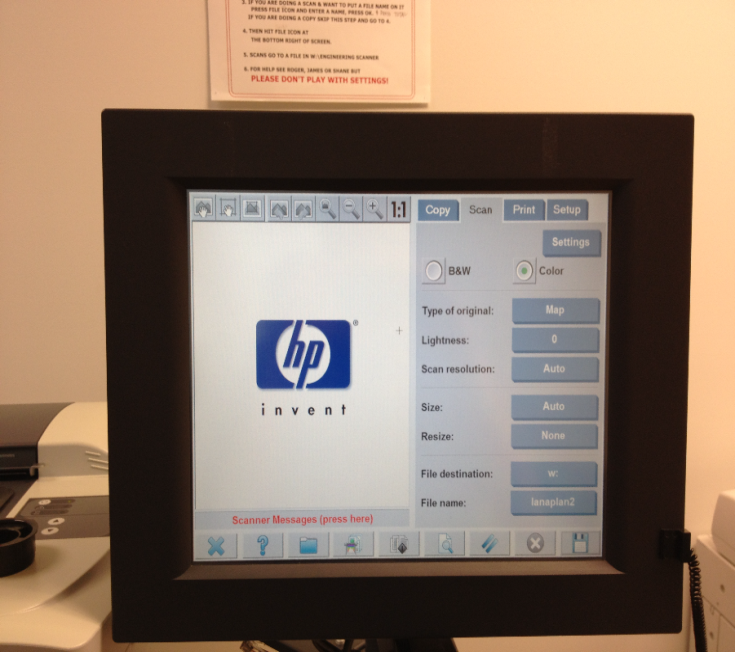 3. IF YOU ARE DOING A SCAN & WANT TO PUT A FILE NAME ON IT
PRESS FILE ICON AND ENTER A NAME, PRESS OK.
IF YOU ARE DOING A COPY SKIP THIS STEP AND GO TO 4.
4. THEN HIT FILE ICON AT
THE BOTTOM RIGHT OF SCREEN.
5. SCANS GO TO A FILE IN W:\ENGINEERING SCANNER
6. FOR HELP SEE ROGER, JAMES OR SHANE BUT
PLEASE DON'T PLAY WITH SETTINGS!
1:1
Copy Scan Print Setup
Settings
B&W Color
Type of original: Map
Lightness: 0
Scan resolution: Auto
Size: Auto
Resize: None
File destination: w:
File name: lanaplan2
hp ®
invent
Scanner Messages (press here)